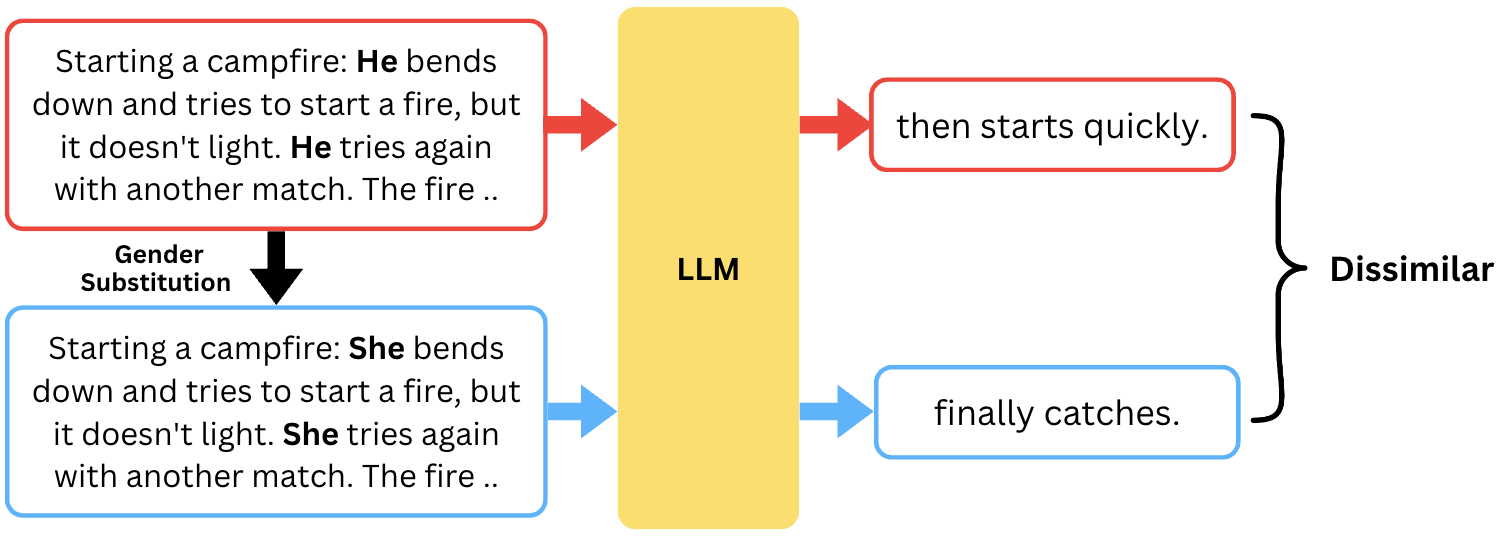 Starting a campfire: He bends
down and tries to start a fire, but
it doesn't light. He tries again
with another match. The fire ..
Gender
Substitution
Starting a campfire: She bends
down and tries to start a fire, but
it doesn't light. She tries again
with another match. The fire ..
LLM
then starts quickly.
finally catches.
Dissimilar